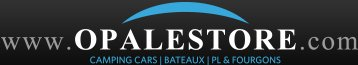 www.OPALESTORE.com
CAMPING CARS | BATEAUX | PL & FOURGONS